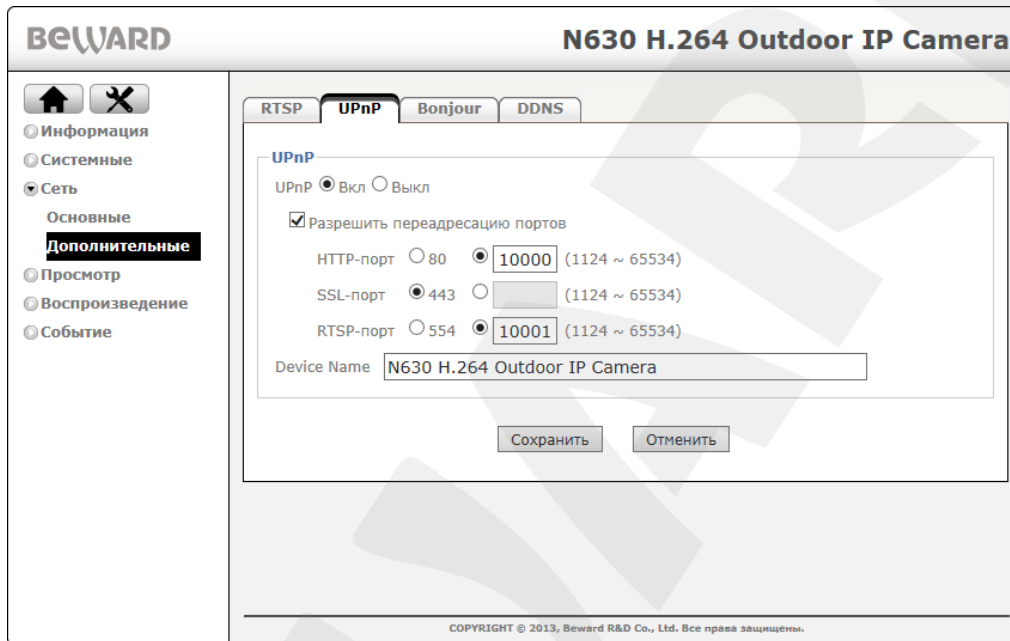 BEWARD
N630 H.264 Outdoor IP Camera
Информация
Системные
Сеть
Основные
Дополнительные
Просмотр
Воспроизведение
Событие
RTSP UPnP Bonjour DDNS
UPnP
UPnP Вкл Выкл
Разрешить переадресацию портов
HTTP-порт 80 10000 (1124 ~ 65534)
SSL-порт 443 (1124 ~ 65534)
RTSP-порт 554 10001 (1124 ~ 65534)
Device Name N630 H.264 Outdoor IP Camera
Сохранить Отменить
COPYRIGHT © 2013, Beward R&D Co., Ltd. Все права защищены.